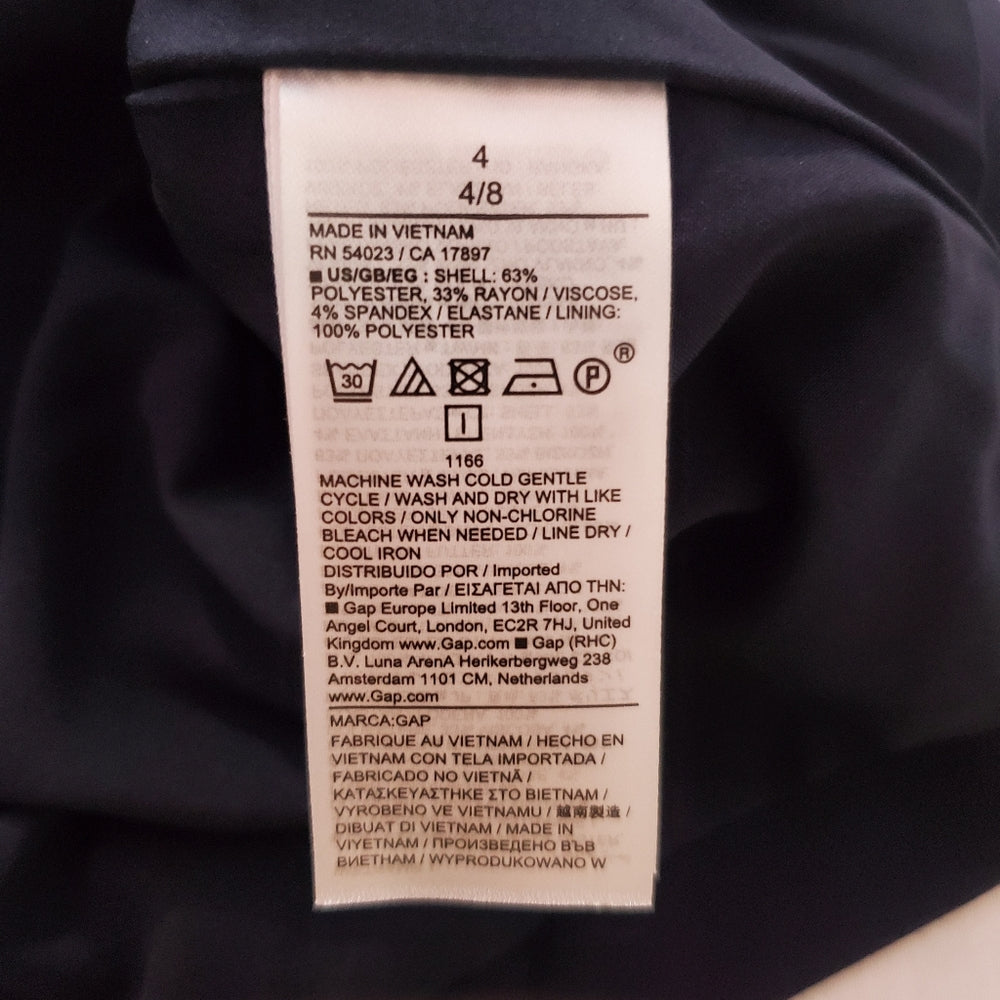 4
4/8
MADE IN VIETNAM
RN 54023 / CA 17897
■ US/GB/EG : SHELL: 63%
POLYESTER, 33% RAYON / VISCOSE,
4% SPANDEX / ELASTANE / LINING:
100% POLYESTER
30 P ®
1166
MACHINE WASH COLD GENTLE
CYCLE / WASH AND DRY WITH LIKE
COLORS / ONLY NON-CHLORINE
BLEACH WHEN NEEDED / LINE DRY /
COOL IRON
DISTRIBUIDO POR / Imported
By/Importe Par / ΕΙΣΑΓΕΤΑΙ ΑΠΟ ΤΗΝ:
■ Gap Europe Limited 13th Floor, One
Angel Court, London, EC2R 7HJ, United
Kingdom www.Gap.com ■ Gap (RHC)
B.V. Luna ArenA Herikerbergweg 238
Amsterdam 1101 CM, Netherlands
www.Gap.com
MARCA:GAP
FABRIQUE AU VIETNAM / HECHO EN
VIETNAM CON TELA IMPORTADA /
FABRICADO NO VIETNÃ /
ΚΑΤΑΣΚΕΥΑΣΤΗΚΕ ΣΤΟ ΒΙΕΤΝΑΜ /
VYROBENO VE VIETNAMU / 越南製造 /
DIBUAT DI VIETNAM / MADE IN
VIYETNAM / ПРОИЗВЕДЕНО ВЪВ
ВИЕТНАМ / WYPRODUKOWANO W